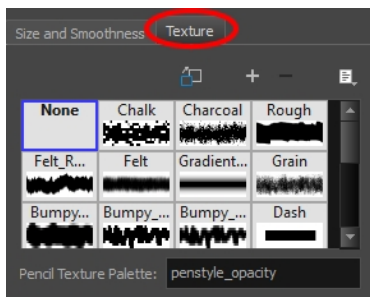 Size and Smoothness Texture
None Chalk Charcoal Rough
Felt_R... Felt Gradient... Grain
Bumpy... Bumpy_... Bumpy_... Dash
Pencil Texture Palette: penstyle_opacity